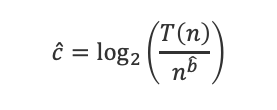 ĉ = log₂ (T(n) / n^b̂)